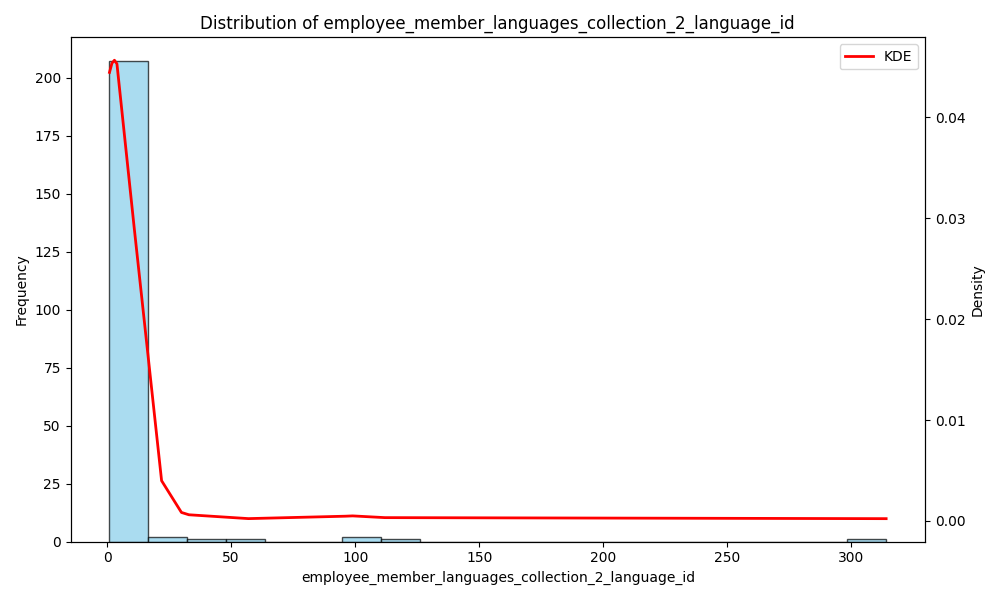 Distribution of employee_member_languages_collection_2_language_id
KDE
200
175
150
125
100
75
50
25
0
Frequency
0.04
0.03
0.02
0.01
0.00
Density
0 50 100 150 200 250 300
employee_member_languages_collection_2_language_id